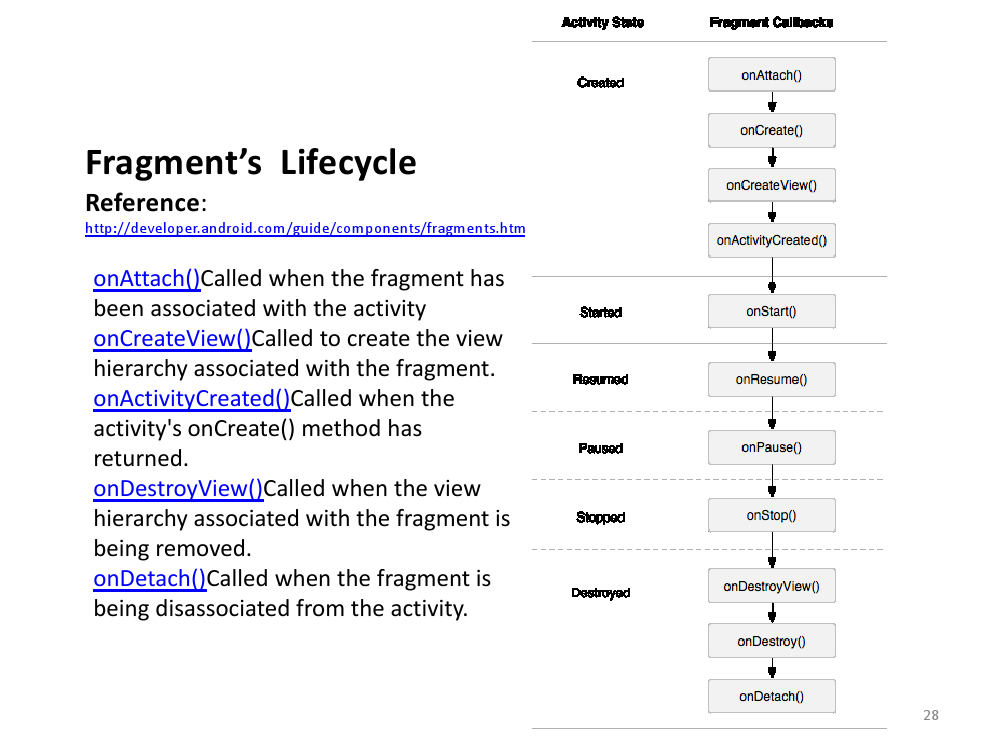 Fragment’s  Lifecycle
Reference:
http://developer.android.com/guide/components/fragments.htm
onAttach()Called when the fragment has
been associated with the activity
onCreateView()Called to create the view
hierarchy associated with the fragment.
onActivityCreated()Called when the
activity's onCreate() method has
returned.
onDestroyView()Called when the view
hierarchy associated with the fragment is
being removed.
onDetach()Called when the fragment is
being disassociated from the activity.
Activity State Fragment Callbacks
Created
onAttach()
onCreate()
onCreateView()
onActivityCreated()
Started onStart()
Resumed onResume()
Paused onPause()
Stopped onStop()
Destroyed onDestroyView()
onDestroy()
onDetach()
28